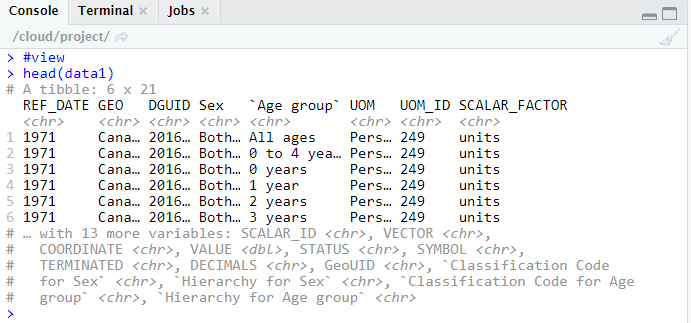 Console Terminal × Jobs ×
/cloud/project/
> #view
> head(data1)
# A tibble: 6 x 21
  REF_DATE GEO   DGUID Sex   `Age group` UOM   UOM_ID SCALAR_FACTOR
  <chr>    <chr> <chr> <chr> <chr>       <chr> <chr>  <chr>
1 1971     Cana… 2016… Both… All ages    Pers… 249    units
2 1971     Cana… 2016… Both… 0 to 4 yea… Pers… 249    units
3 1971     Cana… 2016… Both… 0 years     Pers… 249    units
4 1971     Cana… 2016… Both… 1 year      Pers… 249    units
5 1971     Cana… 2016… Both… 2 years     Pers… 249    units
6 1971     Cana… 2016… Both… 3 years     Pers… 249    units
# … with 13 more variables: SCALAR_ID <chr>, VECTOR <chr>,
#   COORDINATE <chr>, VALUE <dbl>, STATUS <chr>, SYMBOL <chr>,
#   TERMINATED <chr>, DECIMALS <chr>, GeoUID <chr>, `Classification Code
#   for Sex` <chr>, `Hierarchy for Sex` <chr>, `Classification Code for Age
#   group` <chr>, `Hierarchy for Age group` <chr>
>